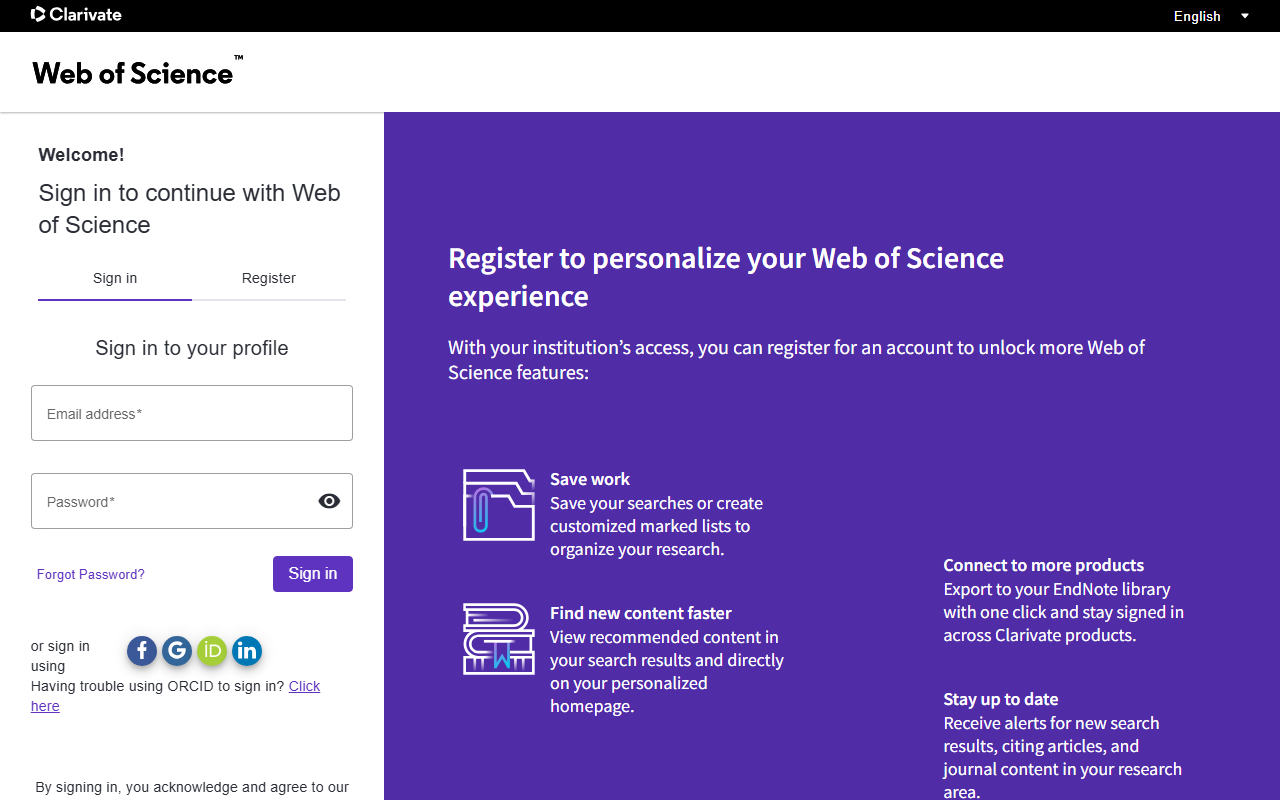 Clarivate
English
Web of Science™
Welcome!
Sign in to continue with Web
of Science
Sign in
Register
Sign in to your profile
Email address*
Password*
Forgot Password?
Sign in
or sign in
using
f
G
iD
in
Having trouble using ORCID to sign in? Click
here
By signing in, you acknowledge and agree to our
Register to personalize your Web of Science
experience
With your institution’s access, you can register for an account to unlock more Web of
Science features:
Save work
Save your searches or create
customized marked lists to
organize your research.
Find new content faster
View recommended content in
your search results and directly
on your personalized
homepage.
Connect to more products
Export to your EndNote library
with one click and stay signed in
across Clarivate products.
Stay up to date
Receive alerts for new search
results, citing articles, and
journal content in your research
area.